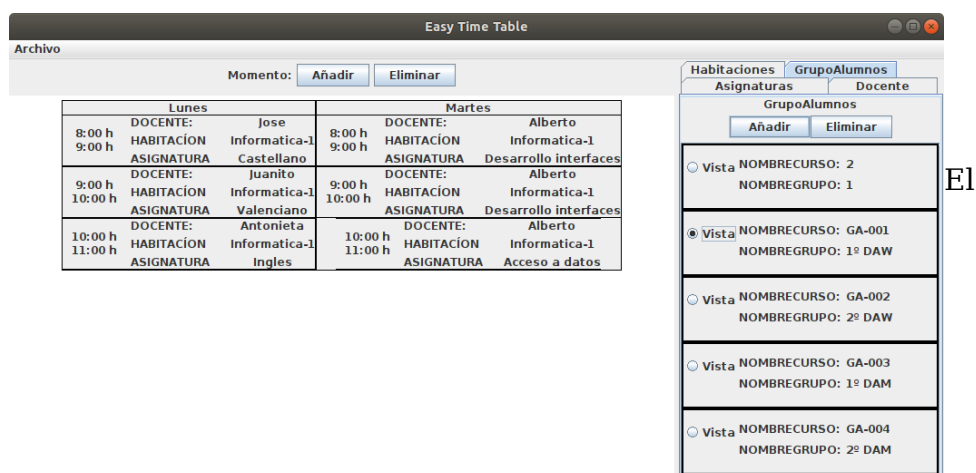 Easy Time Table
Archivo
Momento: Añadir Eliminar
Habitaciones GrupoAlumnos
Asignaturas Docente
Lunes Martes
8:00 h
9:00 h
DOCENTE: Jose
HABITACÍON Informatica-1
ASIGNATURA Castellano
8:00 h
9:00 h
DOCENTE: Alberto
HABITACÍON Informatica-1
ASIGNATURA Desarrollo interfaces
9:00 h
10:00 h
DOCENTE: Juanito
HABITACÍON Informatica-1
ASIGNATURA Valenciano
9:00 h
10:00 h
DOCENTE: Alberto
HABITACÍON Informatica-1
ASIGNATURA Desarrollo interfaces
10:00 h
11:00 h
DOCENTE: Antonieta
HABITACÍON Informatica-1
ASIGNATURA Ingles
10:00 h
11:00 h
DOCENTE: Alberto
HABITACÍON Informatica-1
ASIGNATURA Acceso a datos
GrupoAlumnos
Añadir Eliminar
Vista NOMBRECURSO: 2
NOMBREGRUPO: 1
Vista NOMBRECURSO: GA-001
NOMBREGRUPO: 1º DAW
Vista NOMBRECURSO: GA-002
NOMBREGRUPO: 2º DAW
Vista NOMBRECURSO: GA-003
NOMBREGRUPO: 1º DAM
Vista NOMBRECURSO: GA-004
NOMBREGRUPO: 2º DAM
El